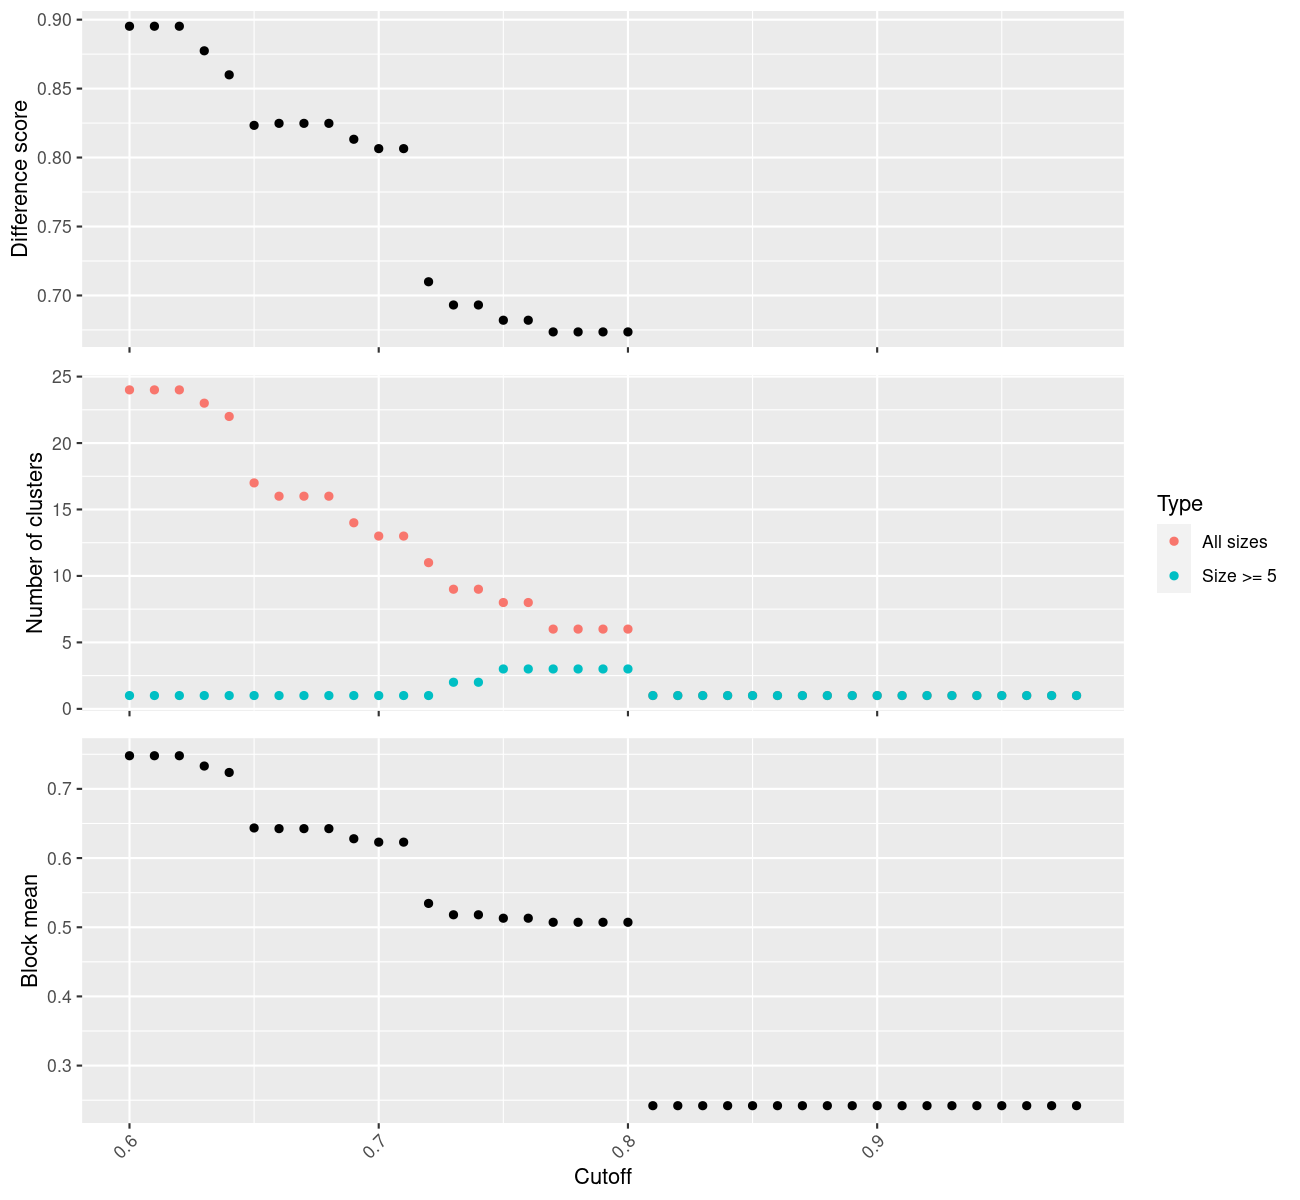 Difference score
0.90
0.85
0.80
0.75
0.70
Number of clusters
25
20
15
10
5
0
Type
All sizes
Size >= 5
Block mean
0.7
0.6
0.5
0.4
0.3
0.6 0.7 0.8 0.9
Cutoff